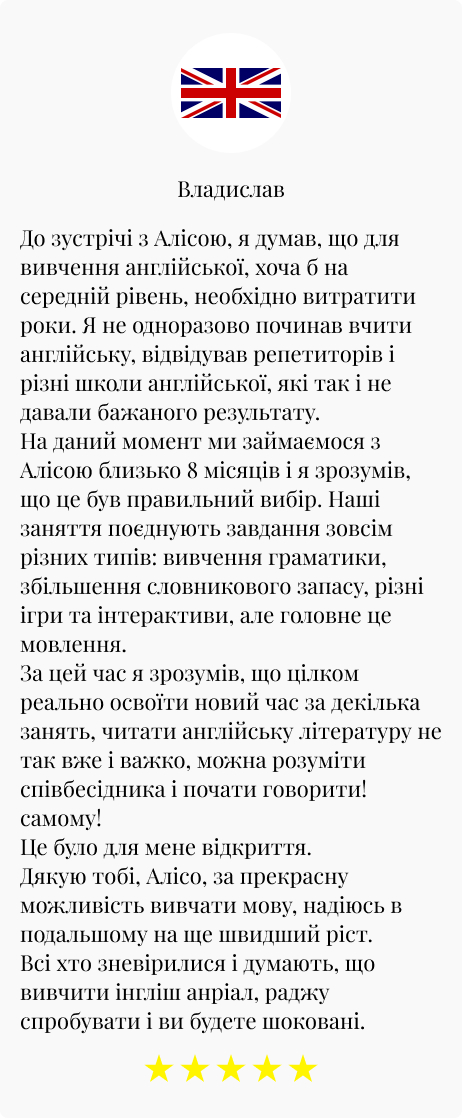 Владислав
До зустрічі з Алісою, я думав, що для
вивчення англійської, хоча б на
середній рівень, необхідно витратити
роки. Я не одноразово починав вчити
англійську, відвідував репетиторів і
різні школи англійської, які так і не
давали бажаного результату.
На даний момент ми займаємося з
Алісою близько 8 місяців і я зрозумів,
що це був правильний вибір. Наші
заняття поєднують завдання зовсім
різних типів: вивчення граматики,
збільшення словникового запасу, різні
ігри та інтерактиви, але головне це
мовлення.
За цей час я зрозумів, що цілком
реально освоїти новий час за декілька
занять, читати англійську літературу не
так вже і важко, можна розуміти
співбесідника і почати говорити!
самому!
Це було для мене відкриття.
Дякую тобі, Алісо, за прекрасну
можливість вивчати мову, надіюсь в
подальшому на ще швидший ріст.
Всі хто зневірилися і думають, що
вивчити інгліш анріал, раджу
спробувати і ви будете шоковані.